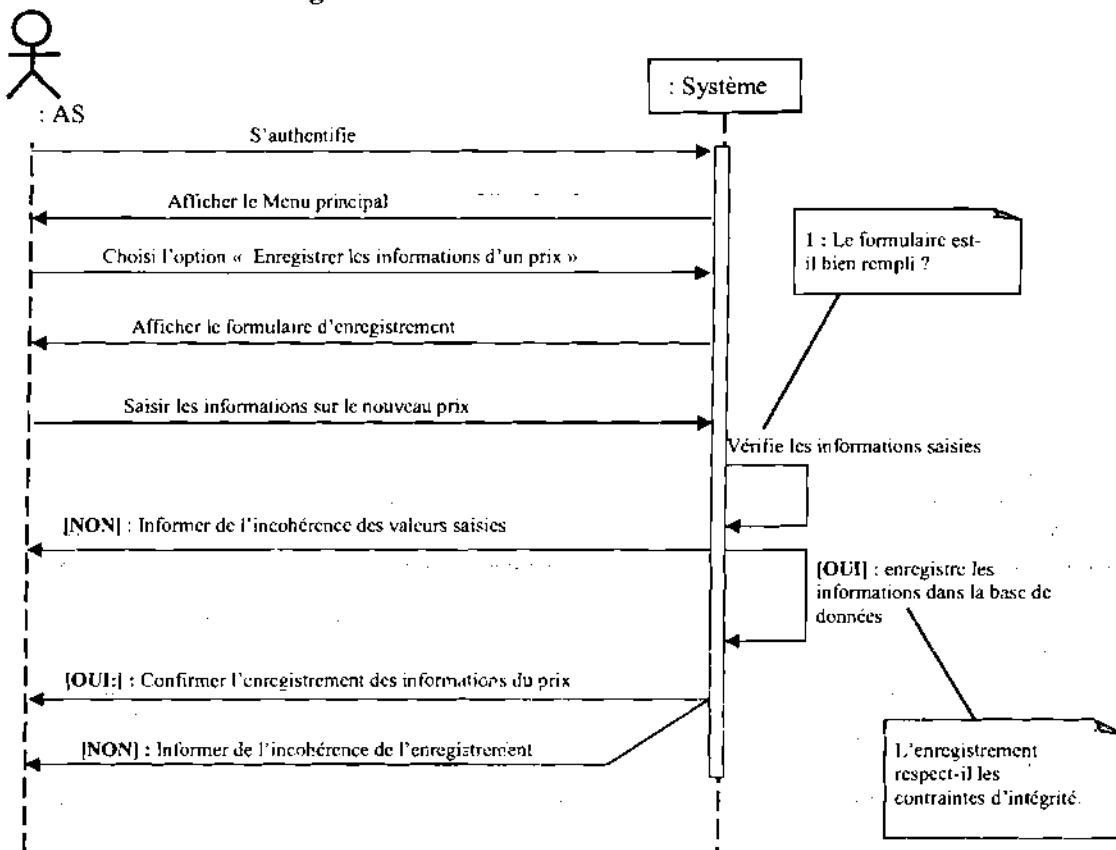 : AS
: Système
S'authentifie
Afficher le Menu principal
1 : Le formulaire est-
il bien rempli ?
Choisi l'option « Enregistrer les informations d'un prix »
Afficher le formulaire d'enregistrement
Saisir les informations sur le nouveau prix
Vérifie les informations saisies
[NON] : Informer de l'incohérence des valeurs saisies
[OUI] : enregistre les
informations dans la base de
données
[OUI:] : Confirmer l'enregistrement des informations du prix
[NON] : Informer de l'incohérence de l'enregistrement
L'enregistrement
respect-il les
contraintes d'intégrité.